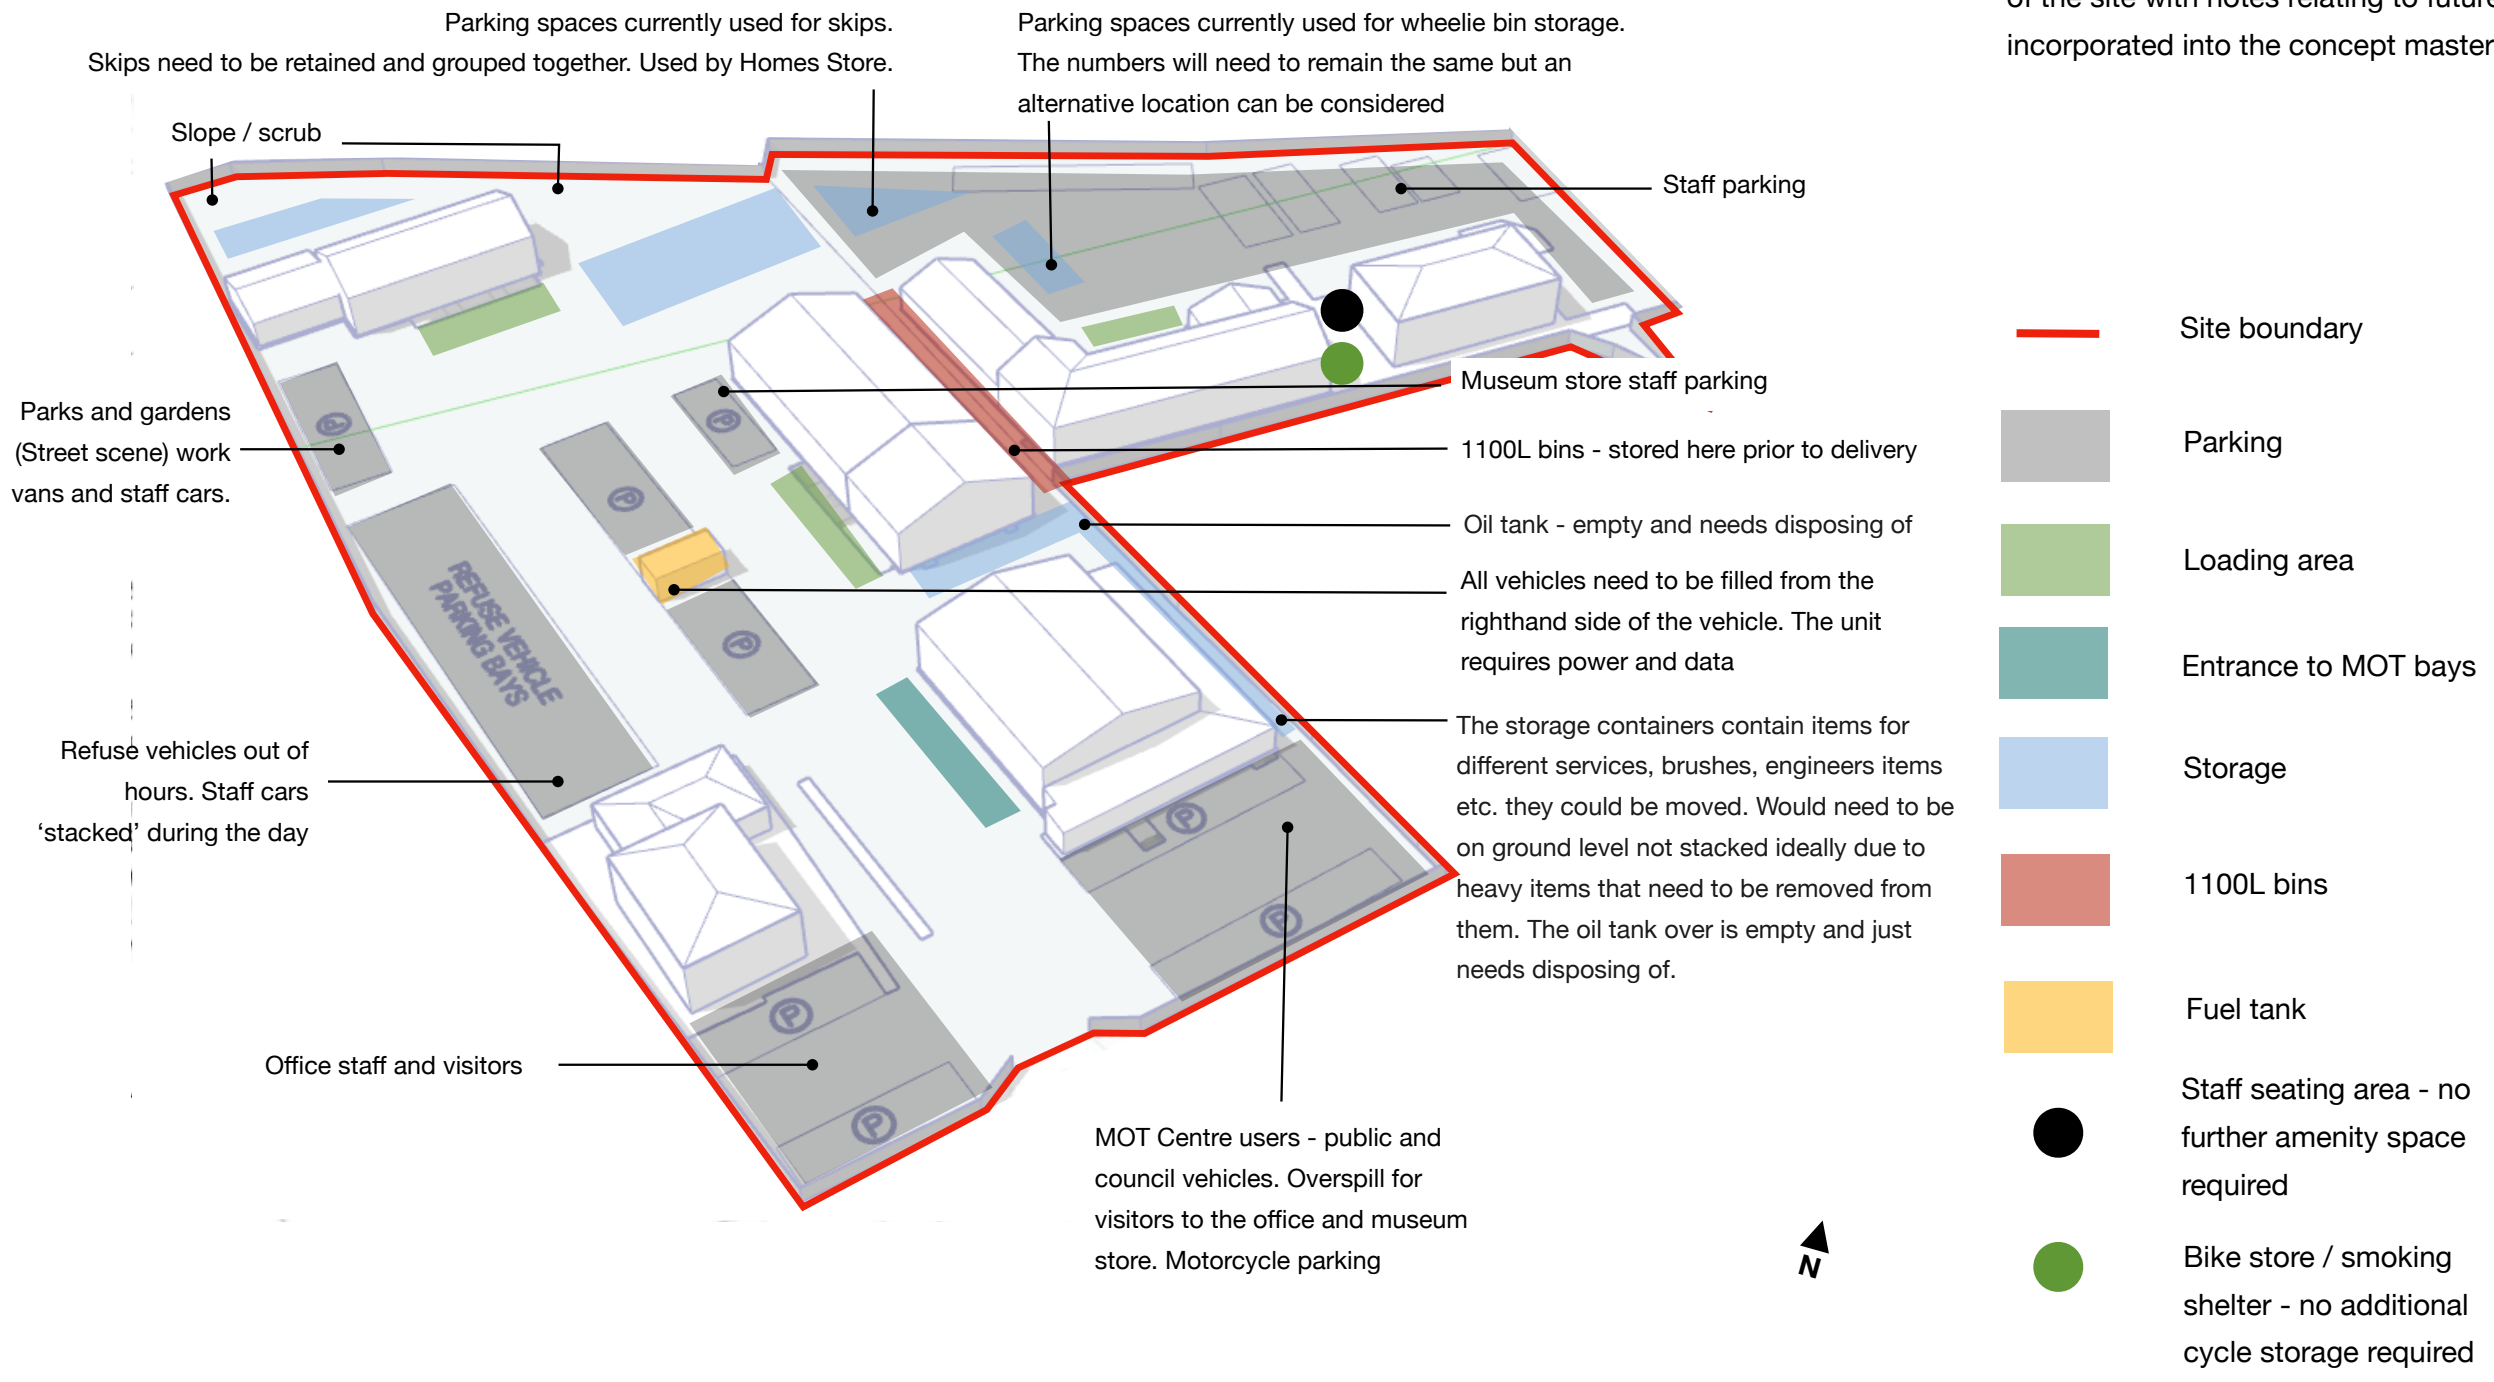 of the site with notes relating to future
incorporated into the concept master
Parking spaces currently used for skips.
Skips need to be retained and grouped together. Used by Homes Store.
Parking spaces currently used for wheelie bin storage.
The numbers will need to remain the same but an
alternative location can be considered
Slope / scrub
Staff parking
Museum store staff parking
1100L bins - stored here prior to delivery
Oil tank - empty and needs disposing of
All vehicles need to be filled from the
righthand side of the vehicle. The unit
requires power and data
The storage containers contain items for
different services, brushes, engineers items
etc. they could be moved. Would need to be
on ground level not stacked ideally due to
heavy items that need to be removed from
them. The oil tank over is empty and just
needs disposing of.
Parks and gardens
(Street scene) work
vans and staff cars.
Refuse vehicles out of
hours. Staff cars
‘stacked’ during the day
Office staff and visitors
MOT Centre users - public and
council vehicles. Overspill for
visitors to the office and museum
store. Motorcycle parking
REFUSE VEHICLE
PARKING BAYS
P
P
P
P
P
P
P
P
N
Site boundary
Parking
Loading area
Entrance to MOT bays
Storage
1100L bins
Fuel tank
Staff seating area - no
further amenity space
required
Bike store / smoking
shelter - no additional
cycle storage required